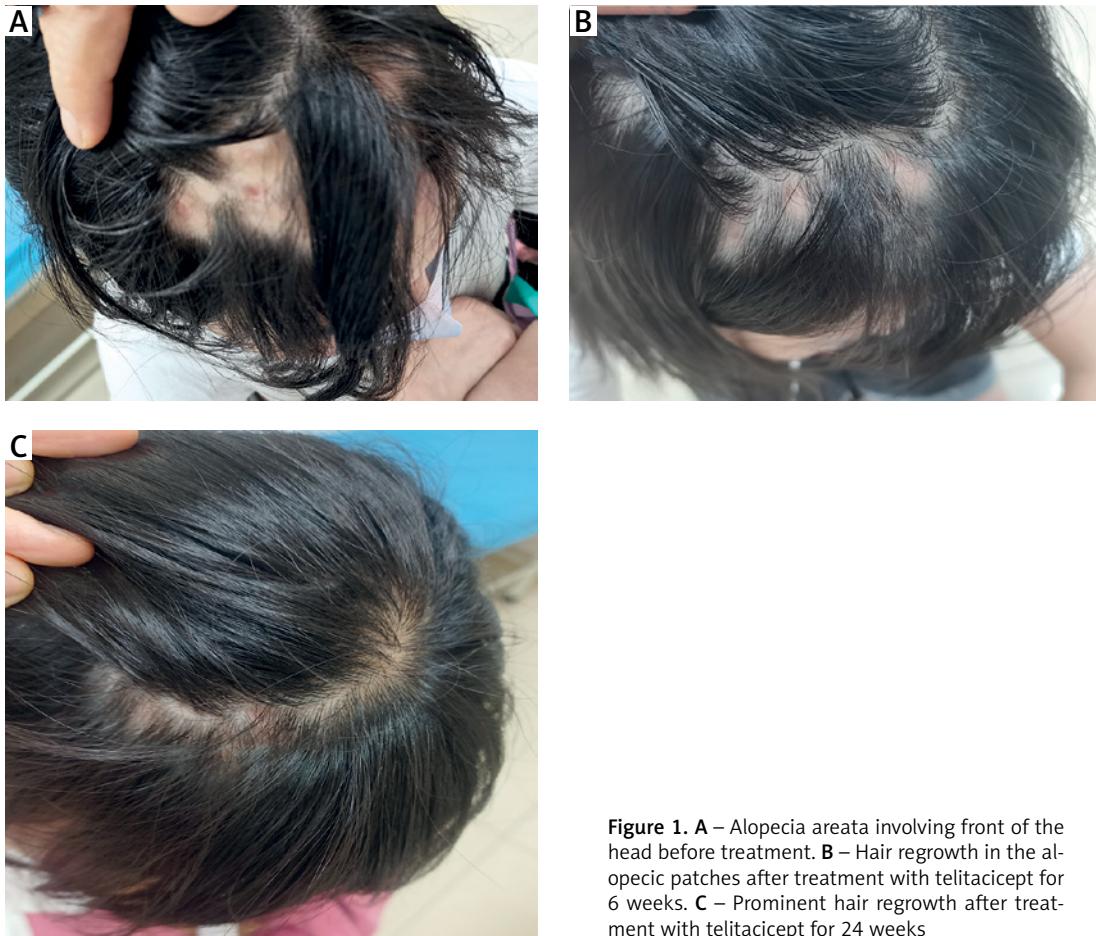 A
B
C
Figure 1. A – Alopecia areata involving front of the
head before treatment. B – Hair regrowth in the al-
opecic patches after treatment with telitacicept for
6 weeks. C – Prominent hair regrowth after treat-
ment with telitacicept for 24 weeks